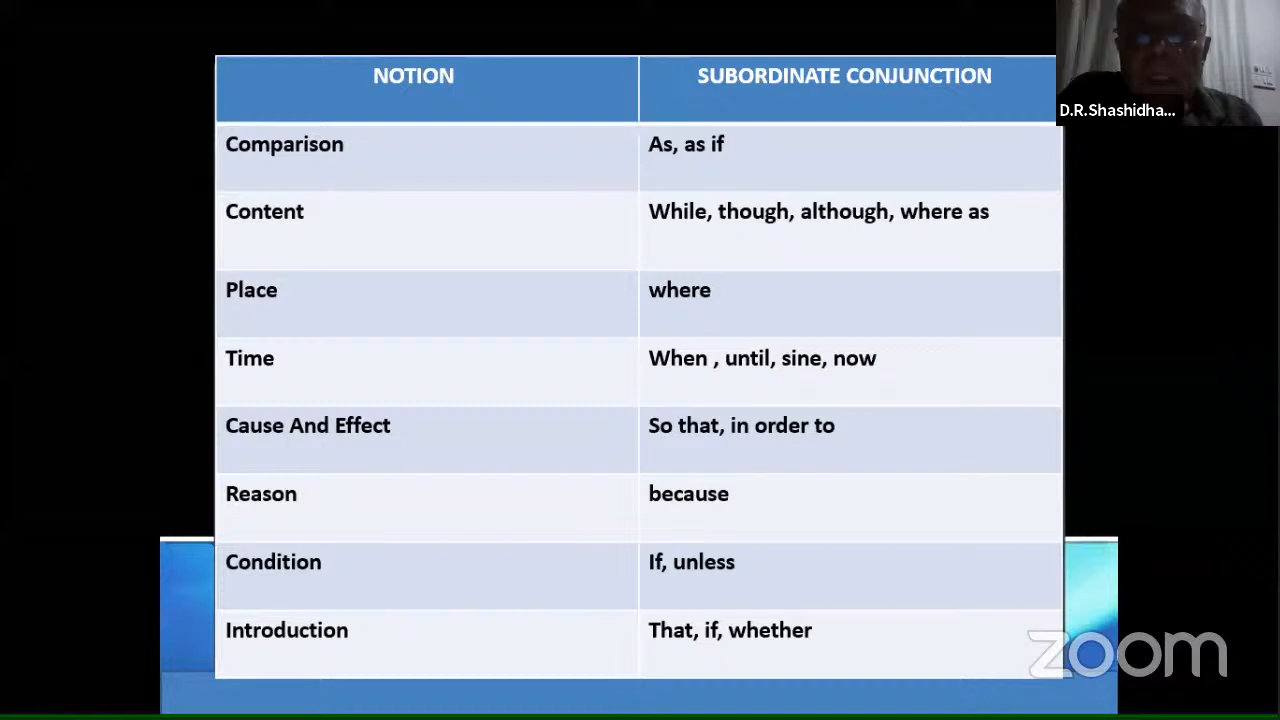 NOTION SUBORDINATE CONJUNCTION
Comparison As, as if
Content While, though, although, where as
Place where
Time When , until, sine, now
Cause And Effect So that, in order to
Reason because
Condition If, unless
Introduction That, if, whether
D.R.Shashidha...
zoom